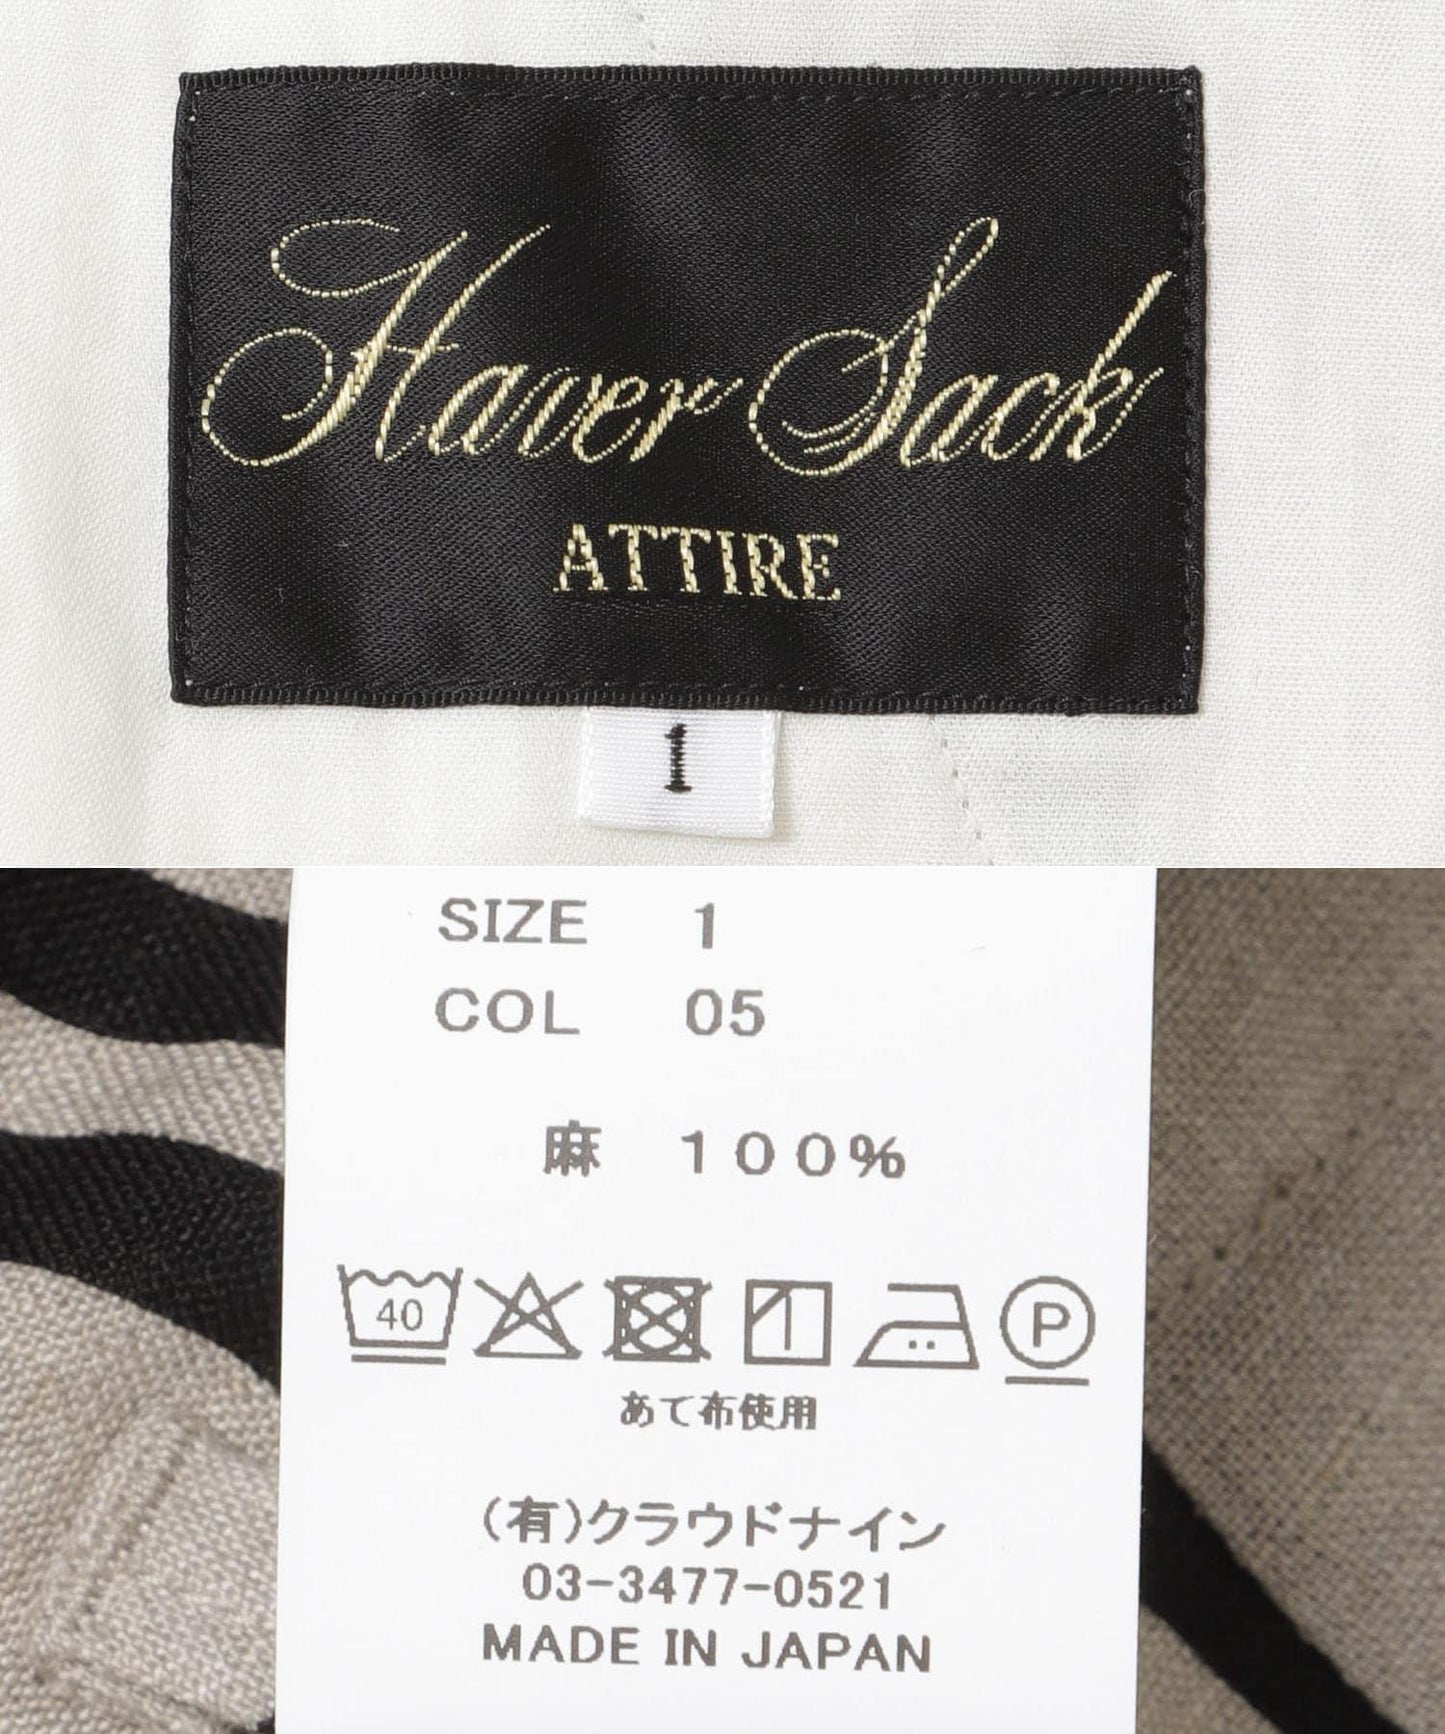 Haver Sack
ATTIRE
1
SIZE 1
COL 05
麻 100%
40 P
あて布使用
(有)クラウドナイン
03-3477-0521
MADE IN JAPAN